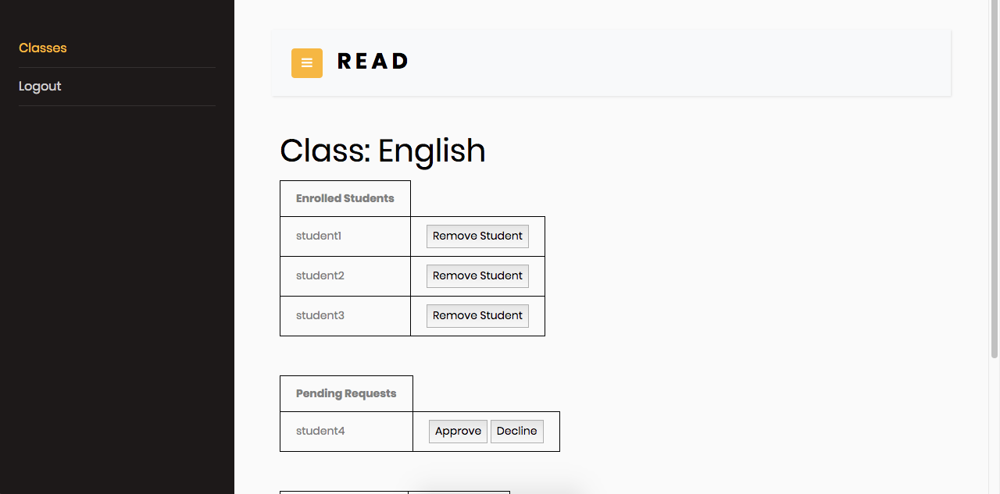 Classes
Logout
READ
Class: English
Enrolled Students
student1 Remove Student
student2 Remove Student
student3 Remove Student
Pending Requests
student4 Approve Decline